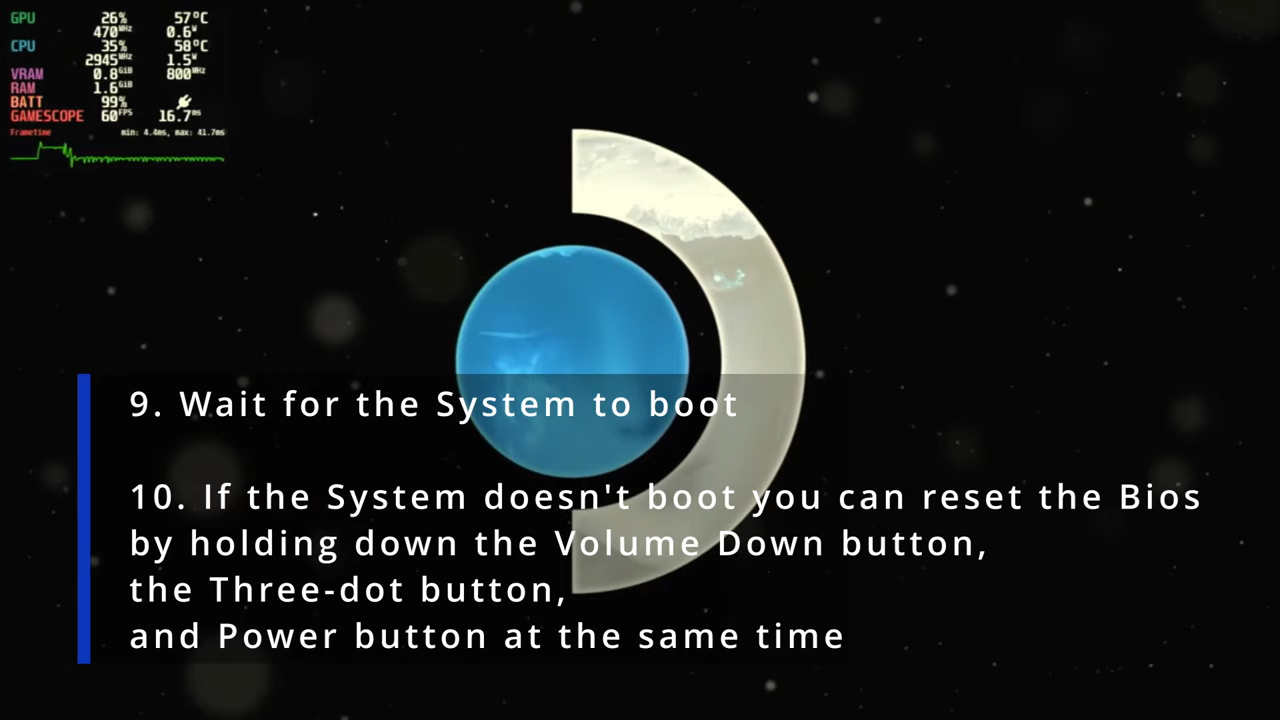 GPU 26% 57°C
470MHz 0.6W
CPU 35% 58°C
2945MHz 1.5W
VRAM 0.8GiB 800MHz
RAM 1.6GiB
BATT 99%
GAMESCOPE 60FPS 16.7ms
Frametime min: 4.4ms, max: 41.7ms
9. Wait for the System to boot
10. If the System doesn't boot you can reset the Bios
by holding down the Volume Down button,
the Three-dot button,
and Power button at the same time